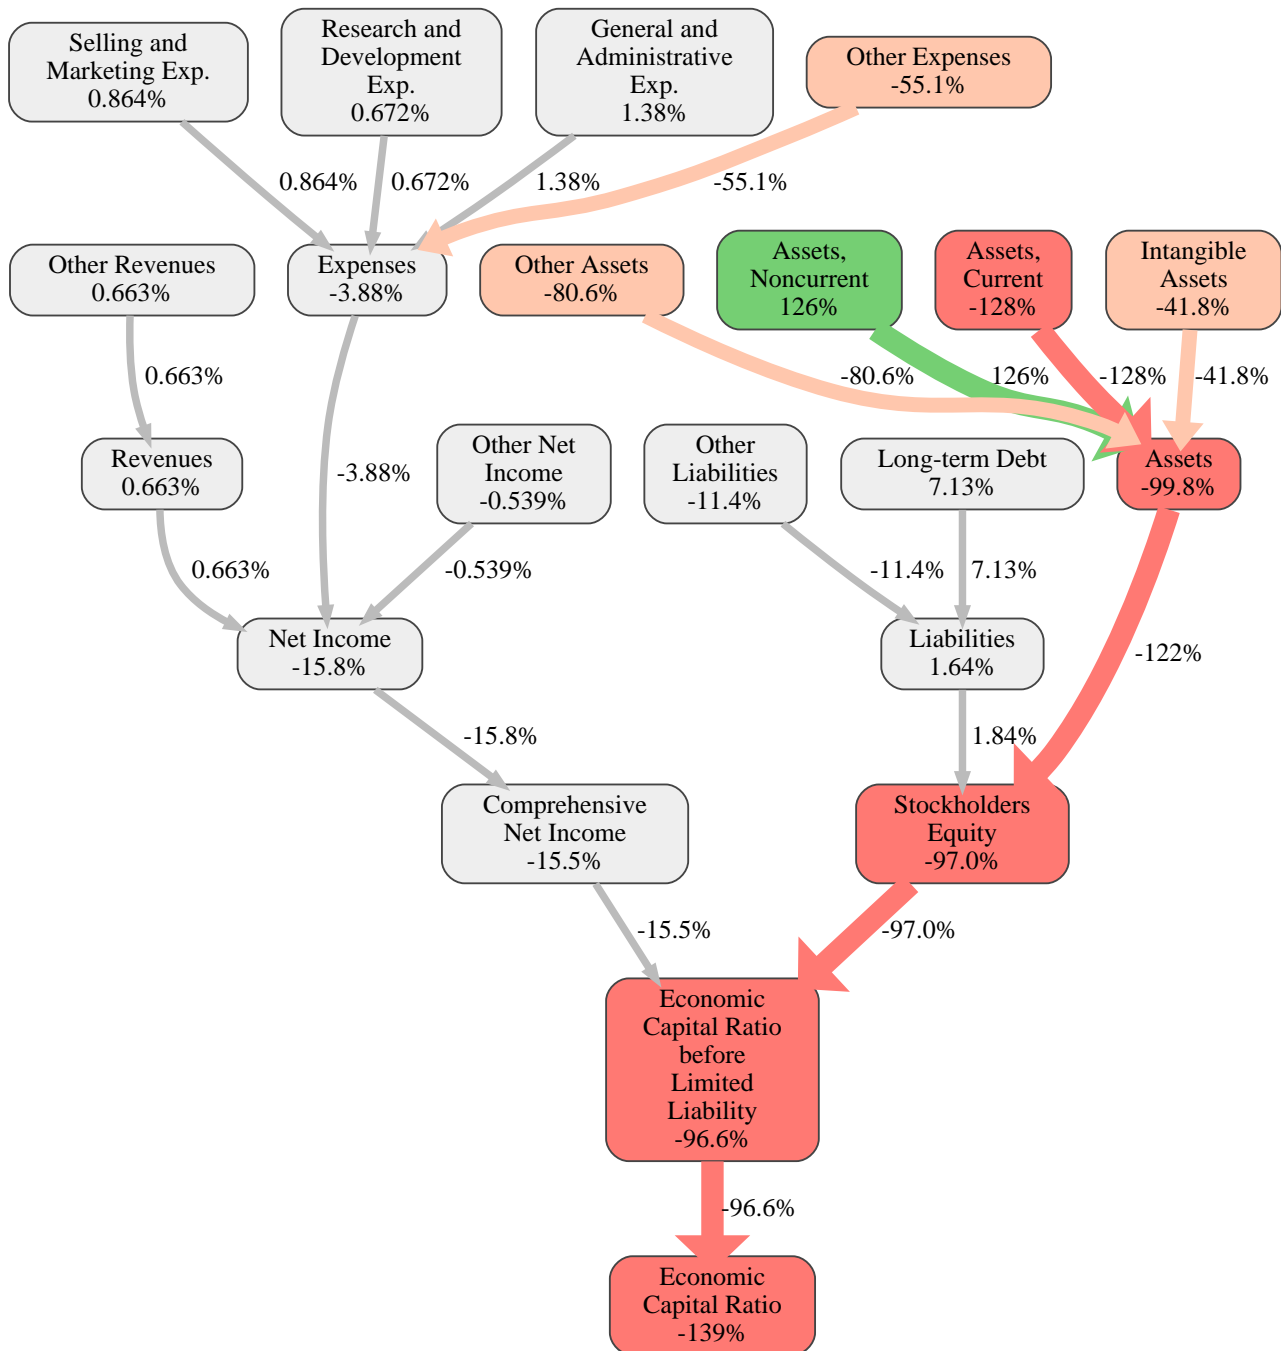 Selling and
Marketing Exp.
0.864%
Research and
Development
Exp.
0.672%
General and
Administrative
Exp.
1.38%
Other Expenses
-55.1%
0.864%
0.672%
1.38%
-55.1%
Other Revenues
0.663%
Expenses
-3.88%
Other Assets
-80.6%
Assets,
Noncurrent
126%
Assets,
Current
-128%
Intangible
Assets
-41.8%
0.663%
-3.88%
-80.6%
126%
-128%
-41.8%
Revenues
0.663%
Other Net
Income
-0.539%
Other
Liabilities
-11.4%
Long-term Debt
7.13%
Assets
-99.8%
0.663%
-0.539%
-11.4%
7.13%
-122%
Net Income
-15.8%
Liabilities
1.64%
-15.8%
1.84%
Comprehensive
Net Income
-15.5%
Stockholders
Equity
-97.0%
-15.5%
-97.0%
Economic
Capital Ratio
before
Limited
Liability
-96.6%
-96.6%
Economic
Capital Ratio
-139%